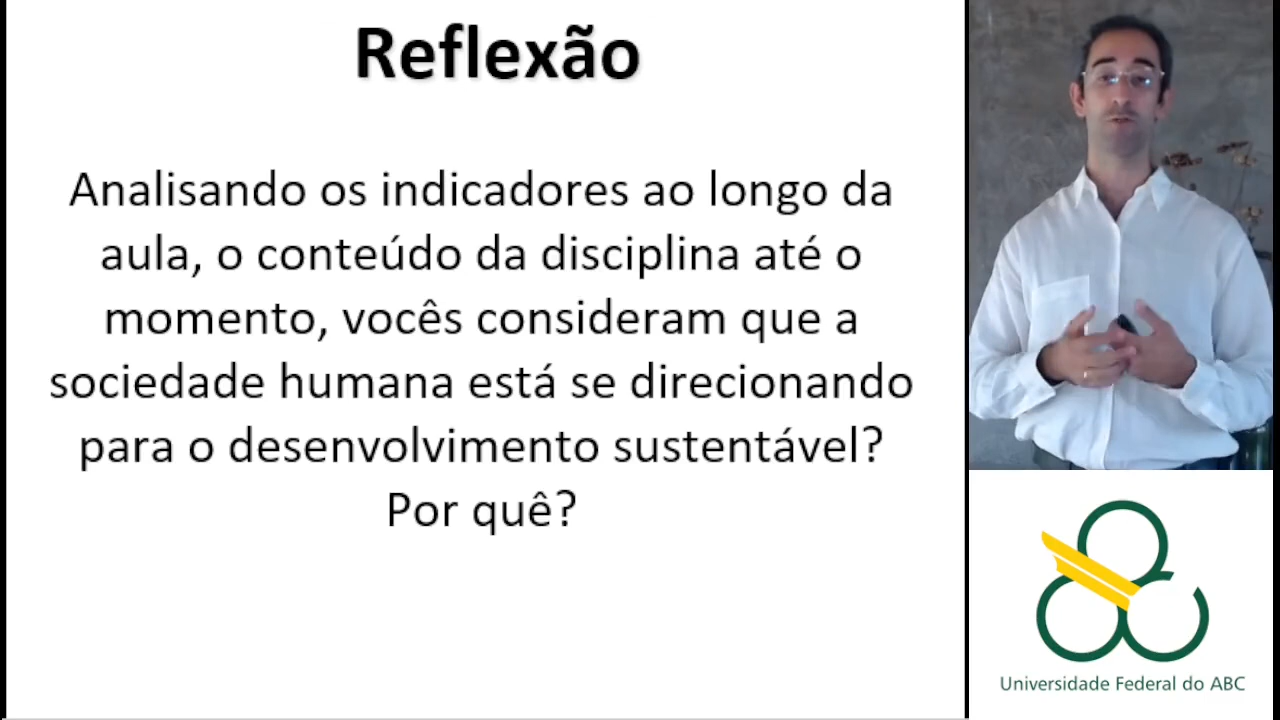 Reflexão
Analisando os indicadores ao longo da
aula, o conteúdo da disciplina até o
momento, vocês consideram que a
sociedade humana está se direcionando
para o desenvolvimento sustentável?
Por quê?
Universidade Federal do ABC